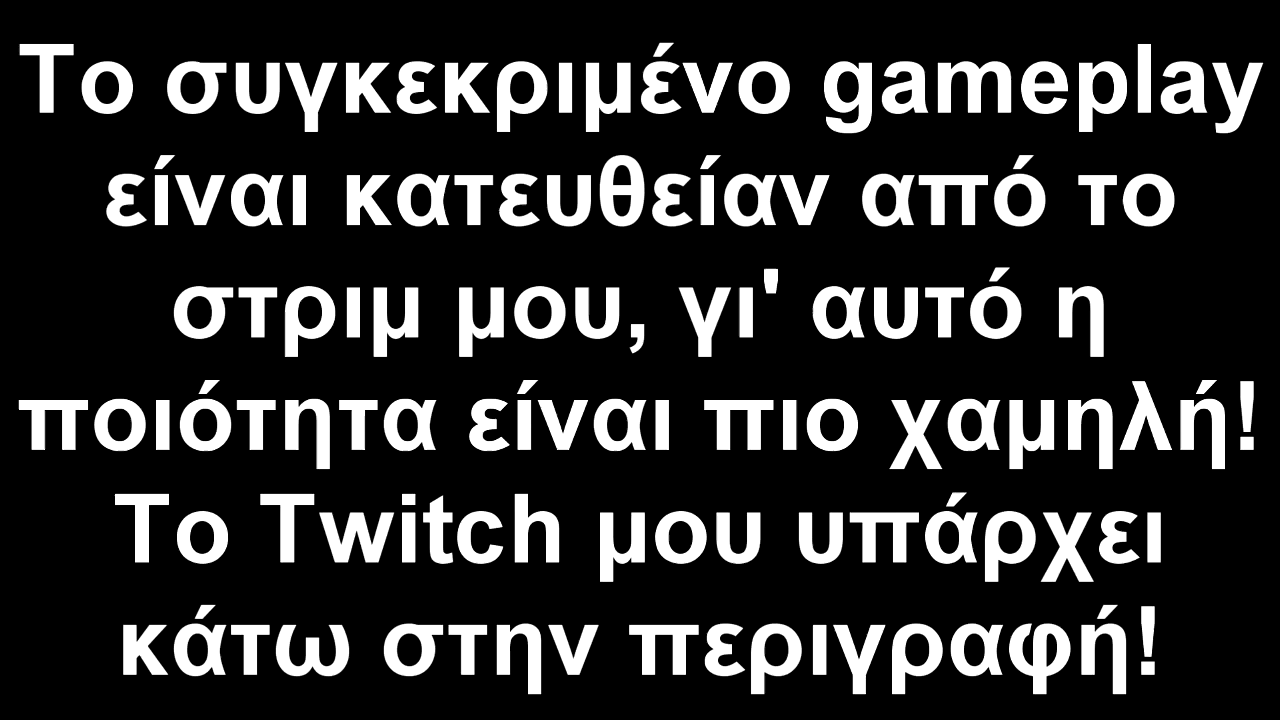 Το συγκεκριμένο gameplay
είναι κατευθείαν από το
στριμ μου, γι' αυτό η
ποιότητα είναι πιο χαμηλή!
Το Twitch μου υπάρχει
κάτω στην περιγραφή!